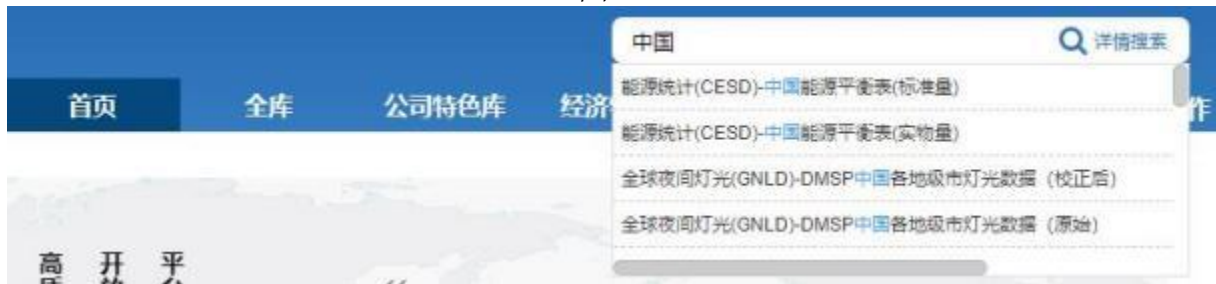 中国
详情搜索
能源统计(CESD)-中国能源平衡表(标准量)
首页 全库 公司特色库 经济 作
能源统计(CESD)-中国能源平衡表(实物量)
全球夜间灯光(GNLD)-DMSP中国各地级市灯光数据（校正后）
全球夜间灯光(GNLD)-DMSP中国各地级市灯光数据（原始）
高 开 平